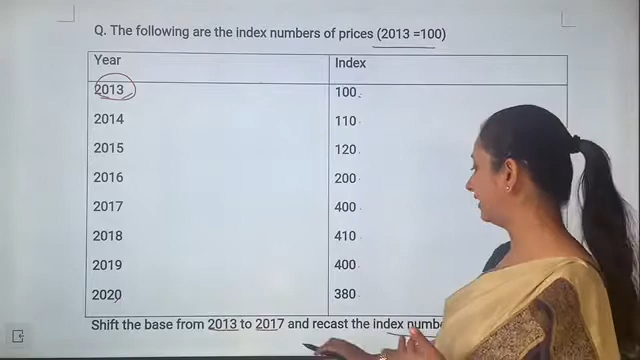 Q. The following are the index numbers of prices (2013 =100)
Year Index
2013 100
2014 110
2015 120
2016 200
2017 400
2018 410
2019 400
2020 380
Shift the base from 2013 to 2017 and recast the index